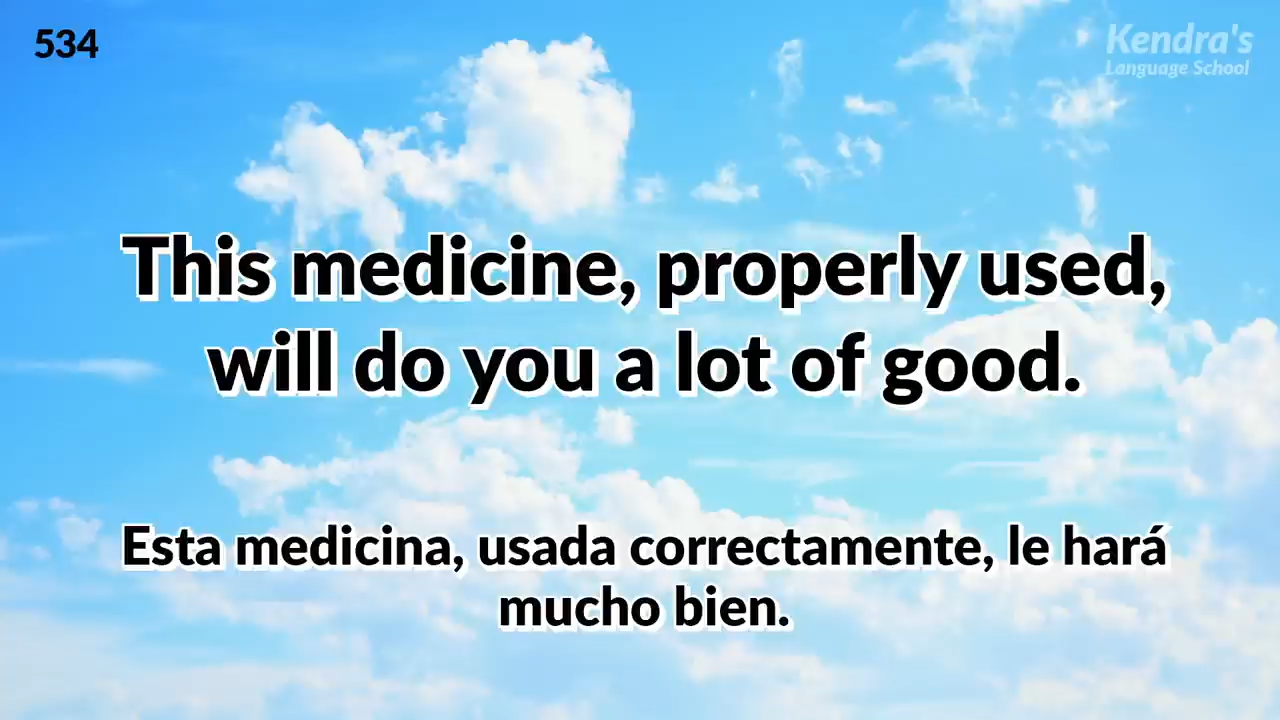 534
Kendra's
Language School
This medicine, properly used,
will do you a lot of good.
Esta medicina, usada correctamente, le hará
mucho bien.